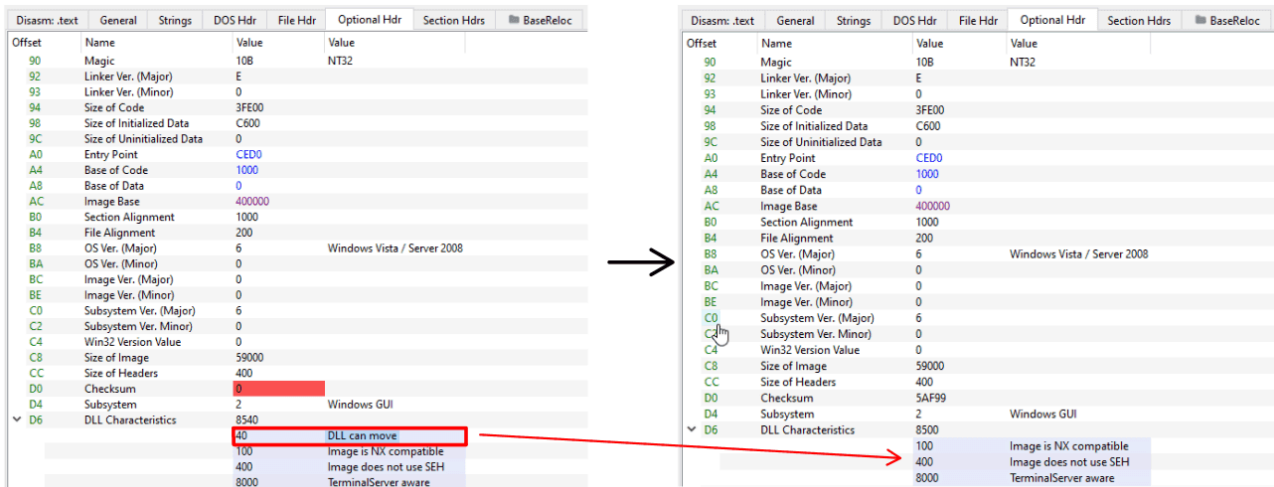 Disasm: .text General Strings DOS Hdr File Hdr Optional Hdr Section Hdrs BaseReloc
Offset Name Value Value
90 Magic 10B NT32
92 Linker Ver. (Major) E
93 Linker Ver. (Minor) 0
94 Size of Code 3FE00
98 Size of Initialized Data C600
9C Size of Uninitialized Data 0
A0 Entry Point CED0
A4 Base of Code 1000
A8 Base of Data 0
AC Image Base 400000
B0 Section Alignment 1000
B4 File Alignment 200
B8 OS Ver. (Major) 6 Windows Vista / Server 2008
BA OS Ver. (Minor) 0
BC Image Ver. (Major) 0
BE Image Ver. (Minor) 0
C0 Subsystem Ver. (Major) 6
C2 Subsystem Ver. Minor) 0
C4 Win32 Version Value 0
C8 Size of Image 59000
CC Size of Headers 400
D0 Checksum 0
D4 Subsystem 2 Windows GUI
D6 DLL Characteristics 8540
40 DLL can move
100 Image is NX compatible
400 Image does not use SEH
8000 TerminalServer aware
Disasm: .text General Strings DOS Hdr File Hdr Optional Hdr Section Hdrs BaseReloc
Offset Name Value Value
90 Magic 10B NT32
92 Linker Ver. (Major) E
93 Linker Ver. (Minor) 0
94 Size of Code 3FE00
98 Size of Initialized Data C600
9C Size of Uninitialized Data 0
A0 Entry Point CED0
A4 Base of Code 1000
A8 Base of Data 0
AC Image Base 400000
B0 Section Alignment 1000
B4 File Alignment 200
B8 OS Ver. (Major) 6 Windows Vista / Server 2008
BA OS Ver. (Minor) 0
BC Image Ver. (Major) 0
BE Image Ver. (Minor) 0
C0 Subsystem Ver. (Major) 6
Subsystem Ver. Minor) 0
C4 Win32 Version Value 0
C8 Size of Image 59000
CC Size of Headers 400
D0 Checksum 5AF99
D4 Subsystem 2 Windows GUI
D6 DLL Characteristics 8500
100 Image is NX compatible
400 Image does not use SEH
8000 TerminalServer aware